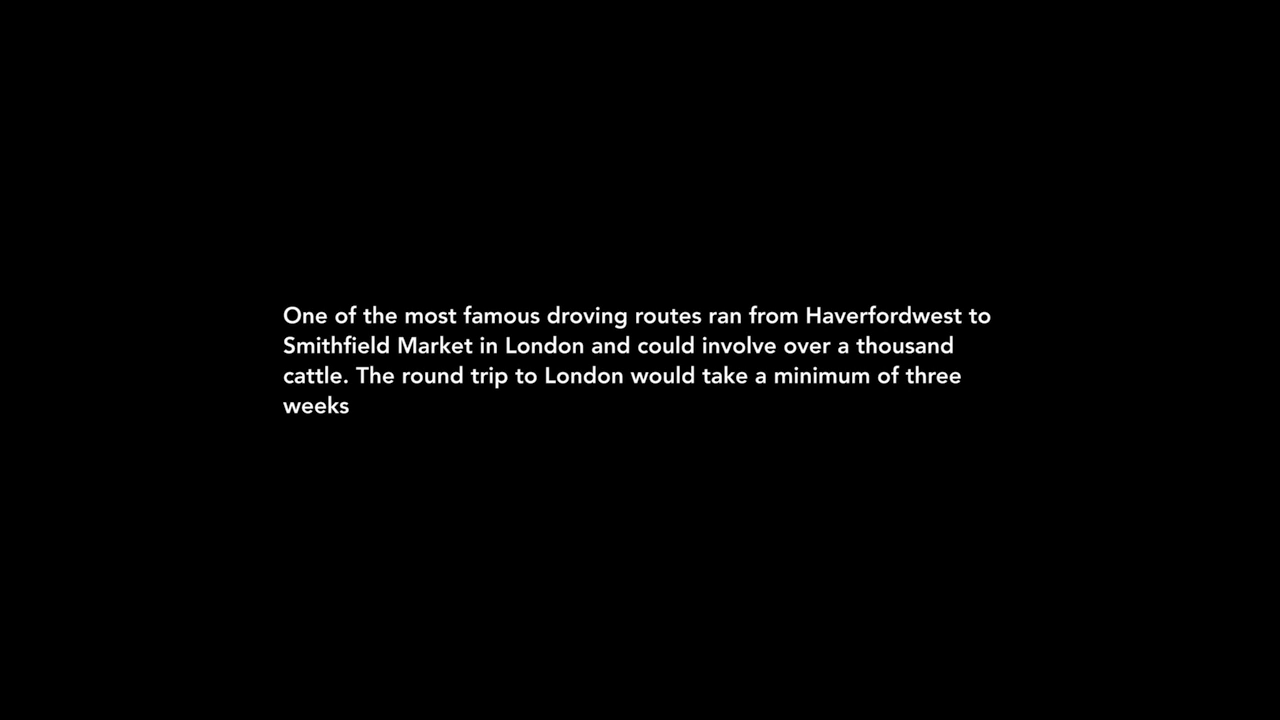 One of the most famous droving routes ran from Haverfordwest to
Smithfield Market in London and could involve over a thousand
cattle. The round trip to London would take a minimum of three
weeks